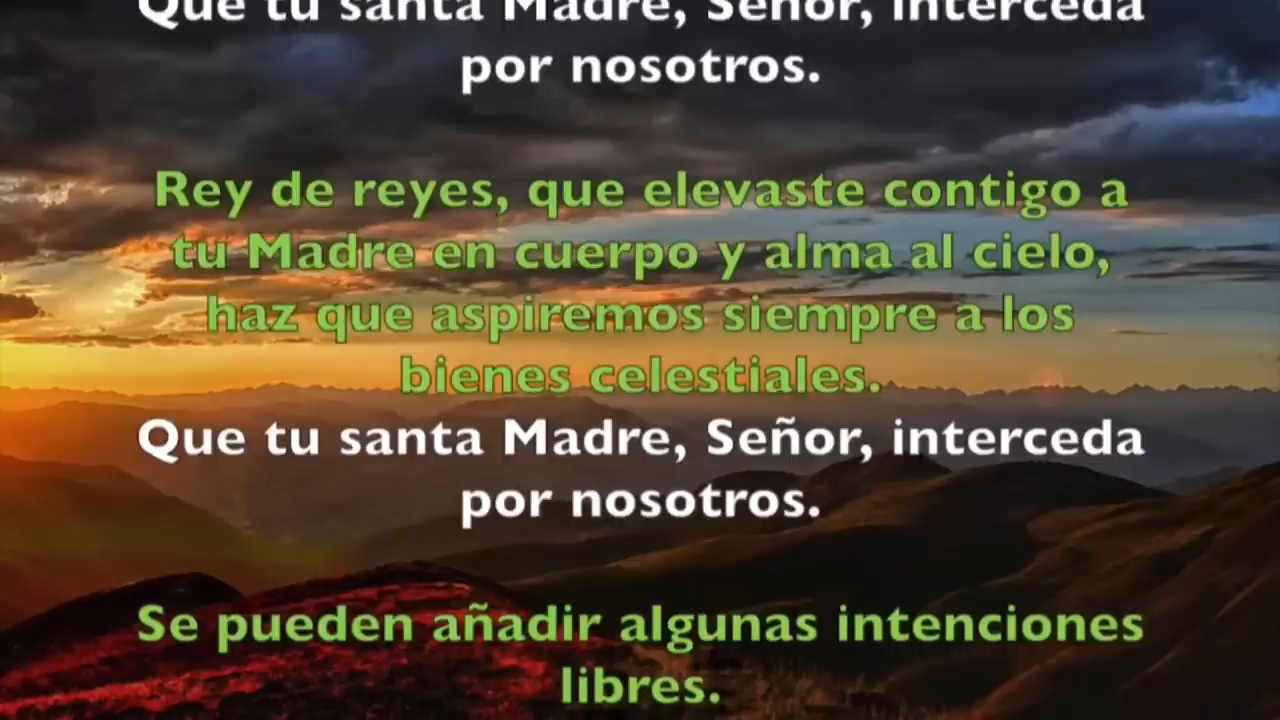 Que tu santa Madre, Señor, interceda
por nosotros.
Rey de reyes, que elevaste contigo a
tu Madre en cuerpo y alma al cielo,
haz que aspiremos siempre a los
bienes celestiales.
Que tu santa Madre, Señor, interceda
por nosotros.
Se pueden añadir algunas intenciones
libres.